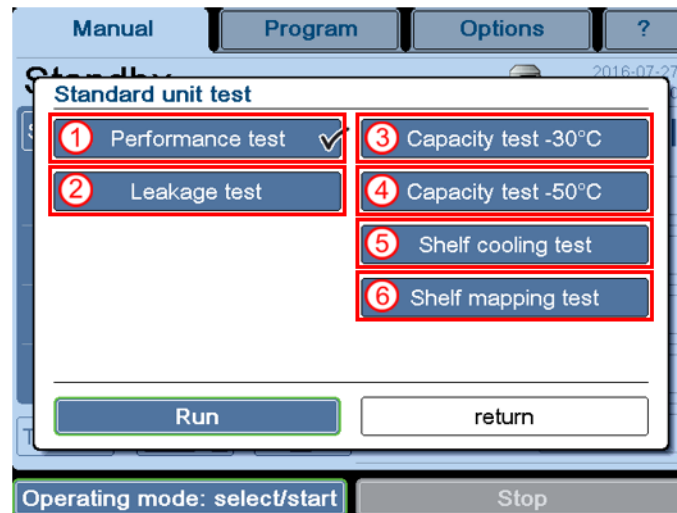 Manual Program Options ?
Standby 2016-07-27
Standard unit test
1 Performance test
2 Leakage test
3 Capacity test -30°C
4 Capacity test -50°C
5 Shelf cooling test
6 Shelf mapping test
Run return
Operating mode: select/start Stop